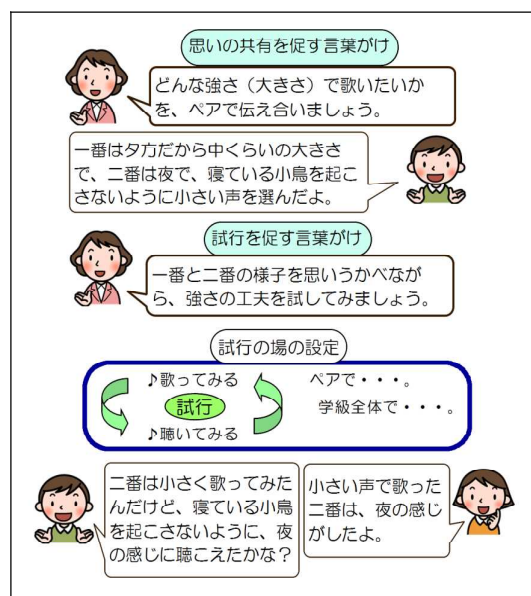 思いの共有を促す言葉がけ
どんな強さ（大きさ）で歌いたいか
を、ペアで伝え合いましょう。
一番は夕方だから中くらいの大きさ
で、二番は夜で、寝ている小鳥を起こ
さないように小さい声を選んだよ。
試行を促す言葉がけ
一番と二番の様子を思いうかべなが
ら、強さの工夫を試してみましょう。
試行の場の設定
♪歌ってみる
試行
♪聴いてみる
ペアで・・・。
学級全体で・・・。
二番は小さく歌ってみた
んだけど、寝ている小鳥
を起こさないように、夜
の感じに聴こえたかな？
小さい声で歌った
二番は、夜の感じ
がしたよ。